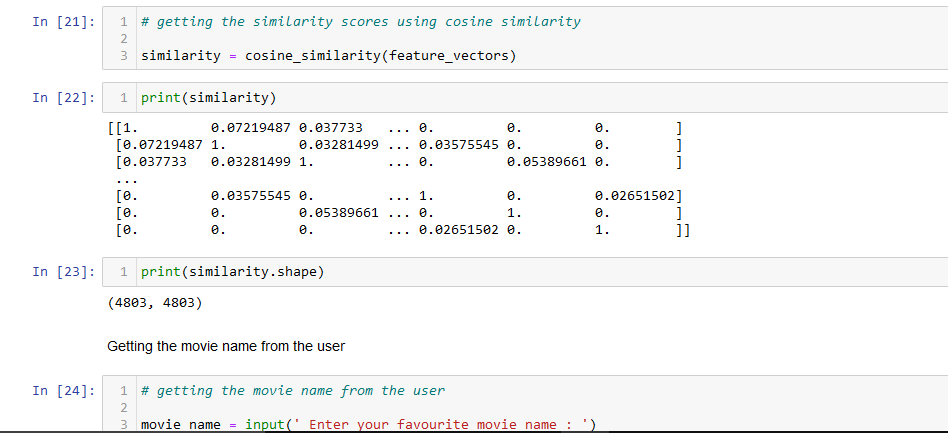 In [21]: 1 # getting the similarity scores using cosine similarity
2
3 similarity = cosine_similarity(feature_vectors)
In [22]: 1 print(similarity)
[[1.         0.07219487 0.037733   ... 0.         0.         0.        ]
 [0.07219487 1.         0.03281499 ... 0.03575545 0.         0.        ]
 [0.037733   0.03281499 1.         ... 0.         0.05389661 0.        ]
 ...
 [0.         0.03575545 0.         ... 1.         0.         0.02651502]
 [0.         0.         0.05389661 ... 0.         1.         0.        ]
 [0.         0.         0.         ... 0.02651502 0.         1.        ]]
In [23]: 1 print(similarity.shape)
(4803, 4803)
Getting the movie name from the user
In [24]: 1 # getting the movie name from the user
2
3 movie_name = input(' Enter your favourite movie name : ')